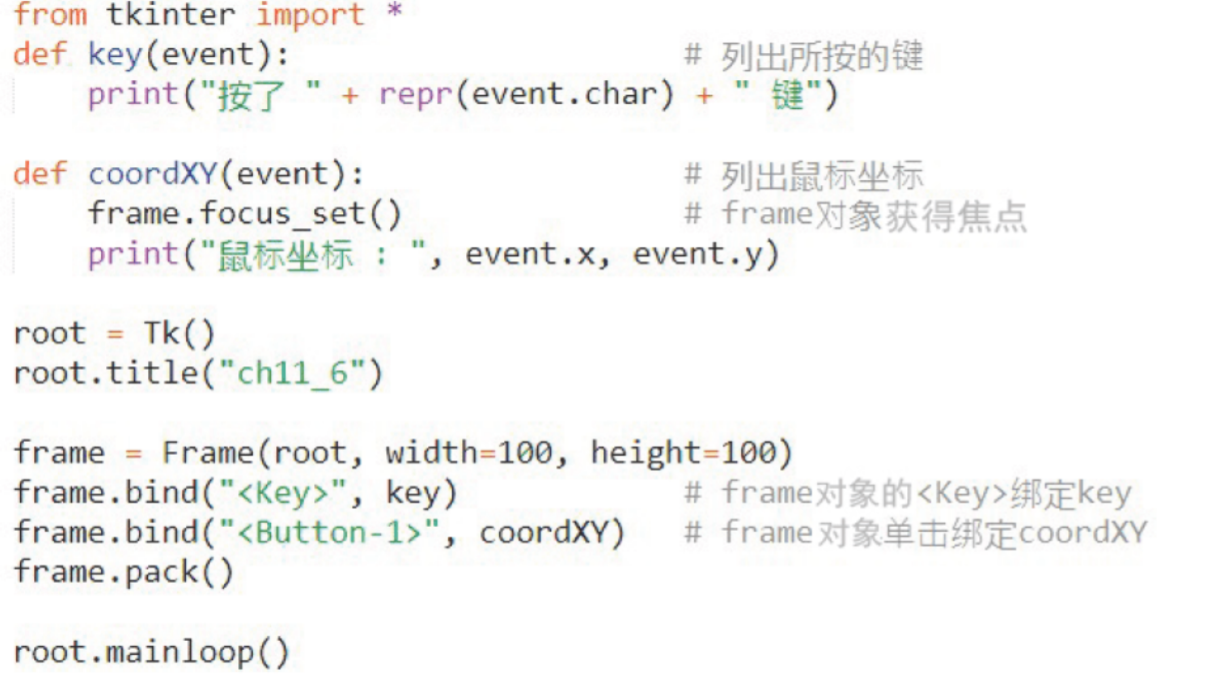 from tkinter import *
def key(event):                     # 列出所按的键
    print("按了 " + repr(event.char) + " 键")

def coordXY(event):                 # 列出鼠标坐标
    frame.focus_set()               # frame对象获得焦点
    print("鼠标坐标 : ", event.x, event.y)

root = Tk()
root.title("ch11_6")

frame = Frame(root, width=100, height=100)
frame.bind("<Key>", key)            # frame对象的<Key>绑定key
frame.bind("<Button-1>", coordXY)   # frame对象单击绑定coordXY
frame.pack()

root.mainloop()